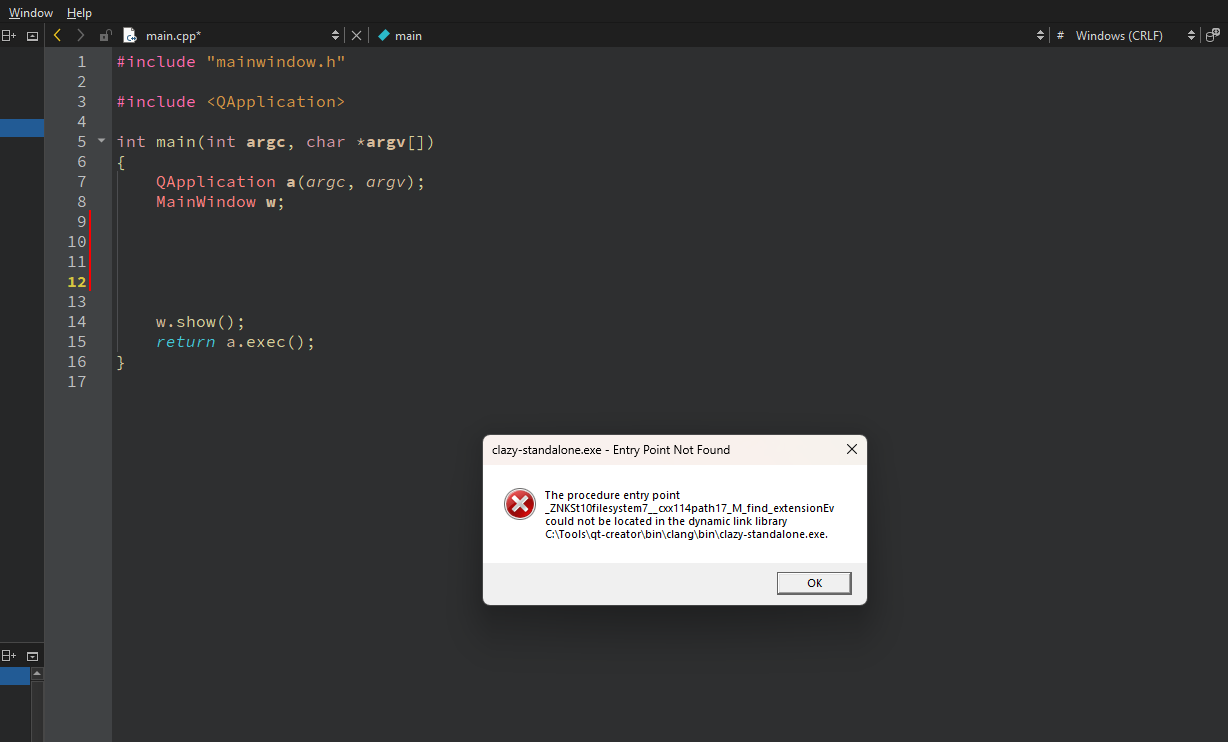 Window Help
main.cpp* main # Windows (CRLF)
1 #include "mainwindow.h"
2
3 #include <QApplication>
4
5 int main(int argc, char *argv[])
6 {
7 QApplication a(argc, argv);
8 MainWindow w;
9
10
11
12
13
14 w.show();
15 return a.exec();
16 }
17
clazy-standalone.exe - Entry Point Not Found
The procedure entry point
_ZNKSt10filesystem7__cxx114path17_M_find_extensionEv
could not be located in the dynamic link library
C:\Tools\qt-creator\bin\clang\bin\clazy-standalone.exe.
OK